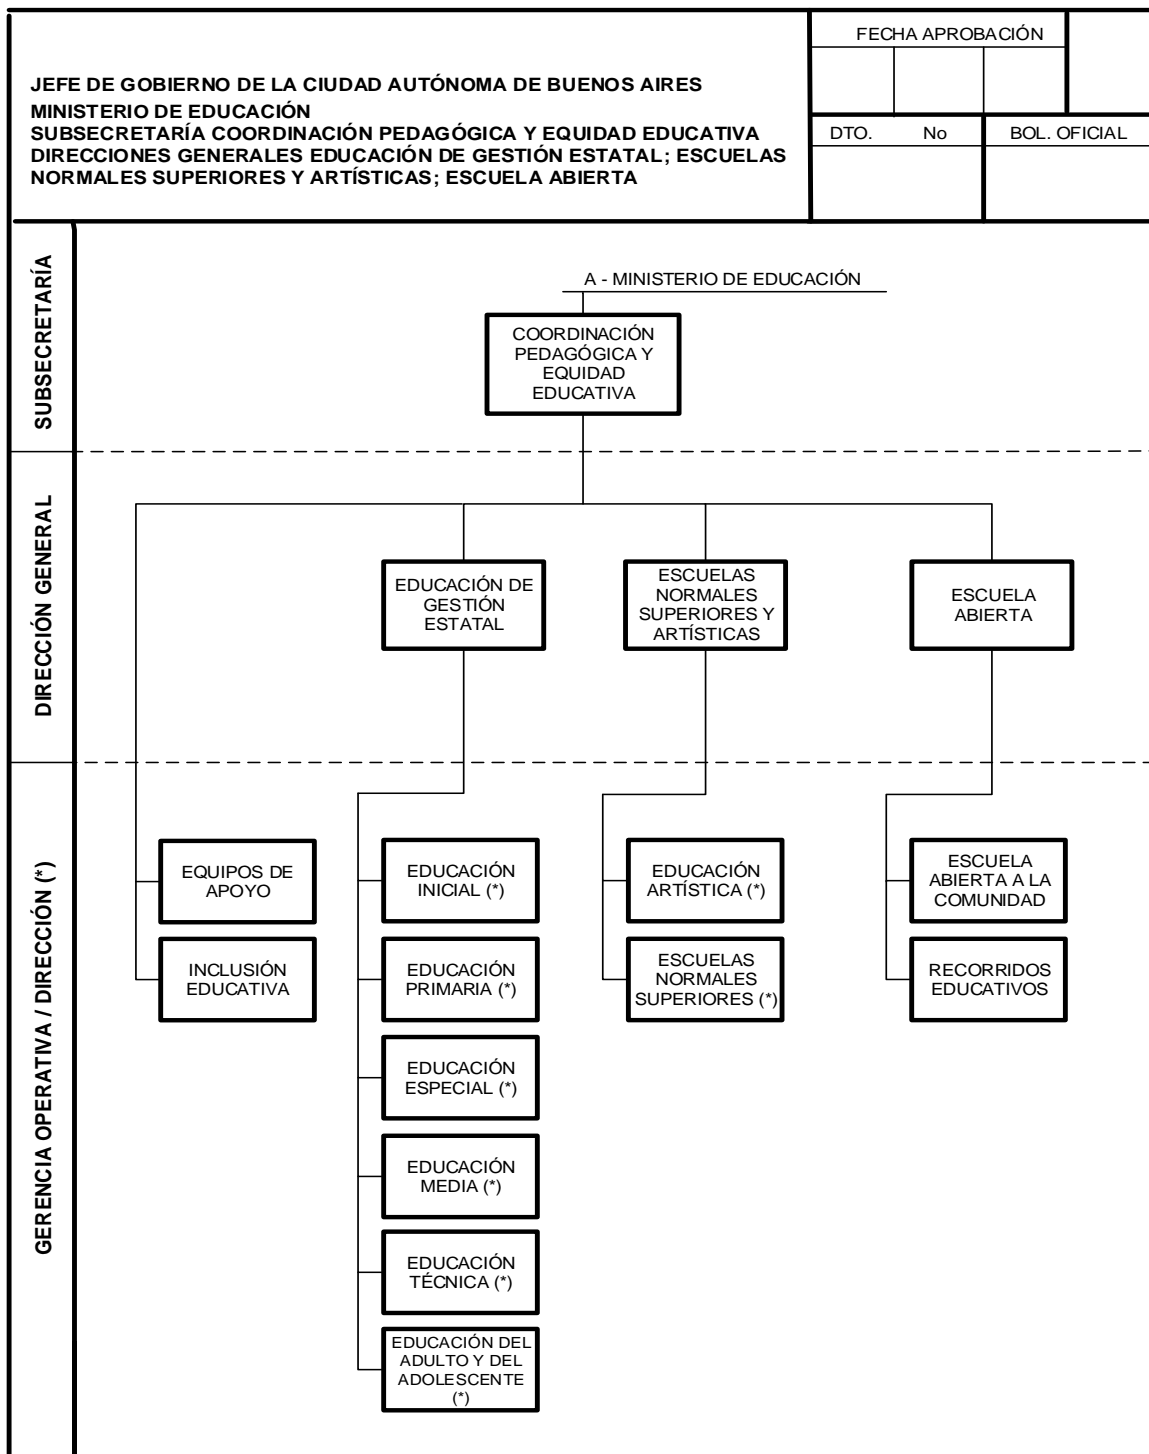 FECHA APROBACIÓN
JEFE DE GOBIERNO DE LA CIUDAD AUTÓNOMA DE BUENOS AIRES
MINISTERIO DE EDUCACIÓN
SUBSECRETARÍA COORDINACIÓN PEDAGÓGICA Y EQUIDAD EDUCATIVA
DIRECCIONES GENERALES EDUCACIÓN DE GESTIÓN ESTATAL; ESCUELAS
NORMALES SUPERIORES Y ARTÍSTICAS; ESCUELA ABIERTA
DTO. No
BOL. OFICIAL
SUBSECRETARÍA
A - MINISTERIO DE EDUCACIÓN
COORDINACIÓN
PEDAGÓGICA Y
EQUIDAD
EDUCATIVA
DIRECCIÓN GENERAL
EDUCACIÓN DE
GESTIÓN
ESTATAL
ESCUELAS
NORMALES
SUPERIORES Y
ARTÍSTICAS
ESCUELA
ABIERTA
GERENCIA OPERATIVA / DIRECCIÓN (*)
EQUIPOS DE
APOYO
INCLUSIÓN
EDUCATIVA
EDUCACIÓN
INICIAL (*)
EDUCACIÓN
PRIMARIA (*)
EDUCACIÓN
ESPECIAL (*)
EDUCACIÓN
MEDIA (*)
EDUCACIÓN
TÉCNICA (*)
EDUCACIÓN DEL
ADULTO Y DEL
ADOLESCENTE
(*)
EDUCACIÓN
ARTÍSTICA (*)
ESCUELAS
NORMALES
SUPERIORES (*)
ESCUELA
ABIERTA A LA
COMUNIDAD
RECORRIDOS
EDUCATIVOS